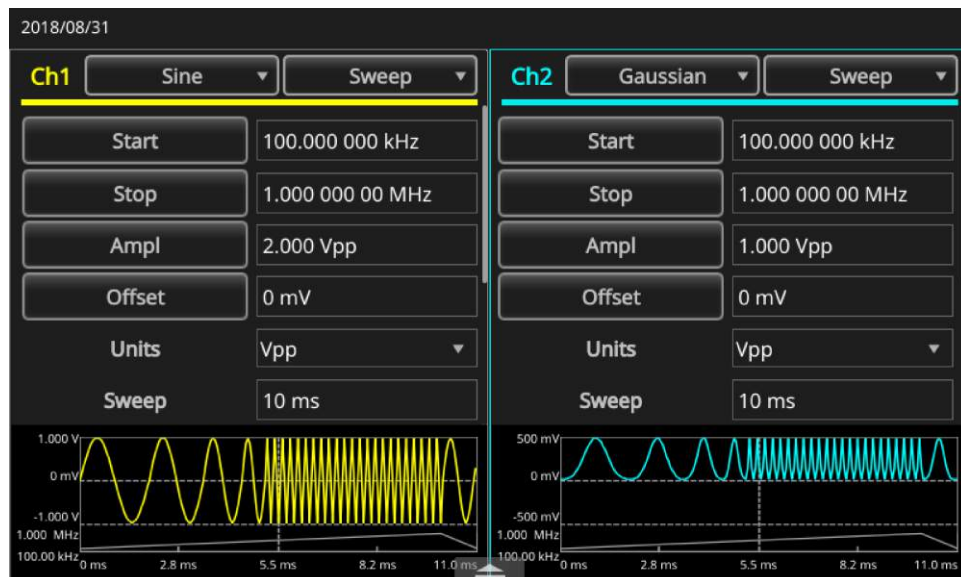 2018/08/31
Ch1 Sine Sweep
Start 100.000 000 kHz
Stop 1.000 000 00 MHz
Ampl 2.000 Vpp
Offset 0 mV
Units Vpp
Sweep 10 ms
1.000 V
0 mV
-1.000 V
1.000 MHz
100.00 kHz
0 ms 2.8 ms 5.5 ms 8.2 ms 11.0 ms
Ch2 Gaussian Sweep
Start 100.000 000 kHz
Stop 1.000 000 00 MHz
Ampl 1.000 Vpp
Offset 0 mV
Units Vpp
Sweep 10 ms
500 mV
0 mV
-500 mV
1.000 MHz
100.00 kHz
0 ms 2.8 ms 5.5 ms 8.2 ms 11.0 ms